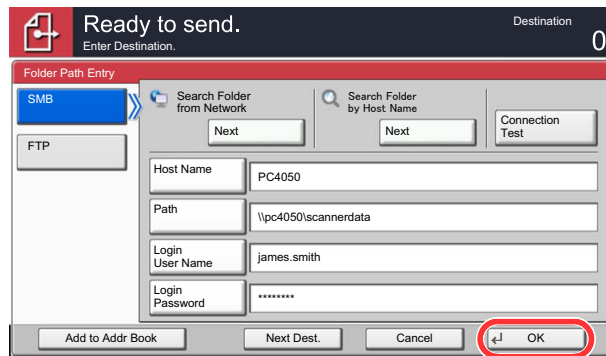 Ready to send.
Destination
Enter Destination.
0
Folder Path Entry
SMB
FTP
Search Folder
from Network
Next
Search Folder
by Host Name
Next
Connection
Test
Host Name
PC4050
Path
\\pc4050\scannerdata
Login
User Name
james.smith
Login
Password
********
Add to Addr Book
Next Dest.
Cancel
OK